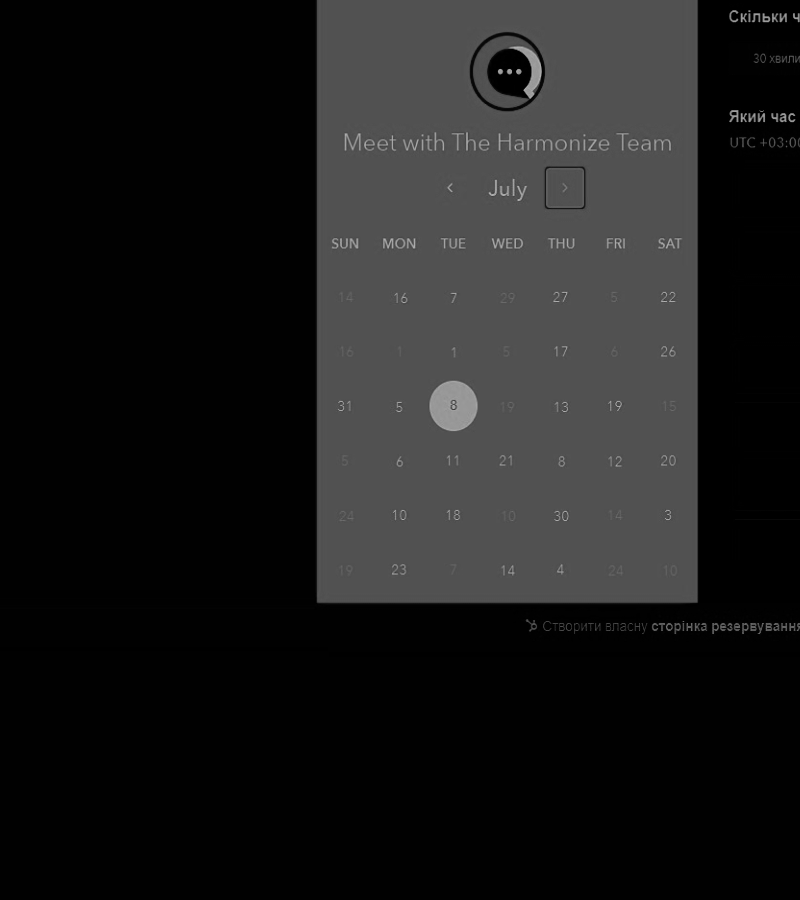 Meet with The Harmonize Team
July
SUN MON TUE WED THU FRI SAT
14 16 7 29 27 5 22
16 1 1 5 17 6 26
31 5 8 19 13 19 15
5 6 11 21 8 12 20
24 10 18 10 30 14 3
19 23 7 14 4 24 10
Скільки
30
Який час
UTC +03:00
Створити власну сторінка резервування